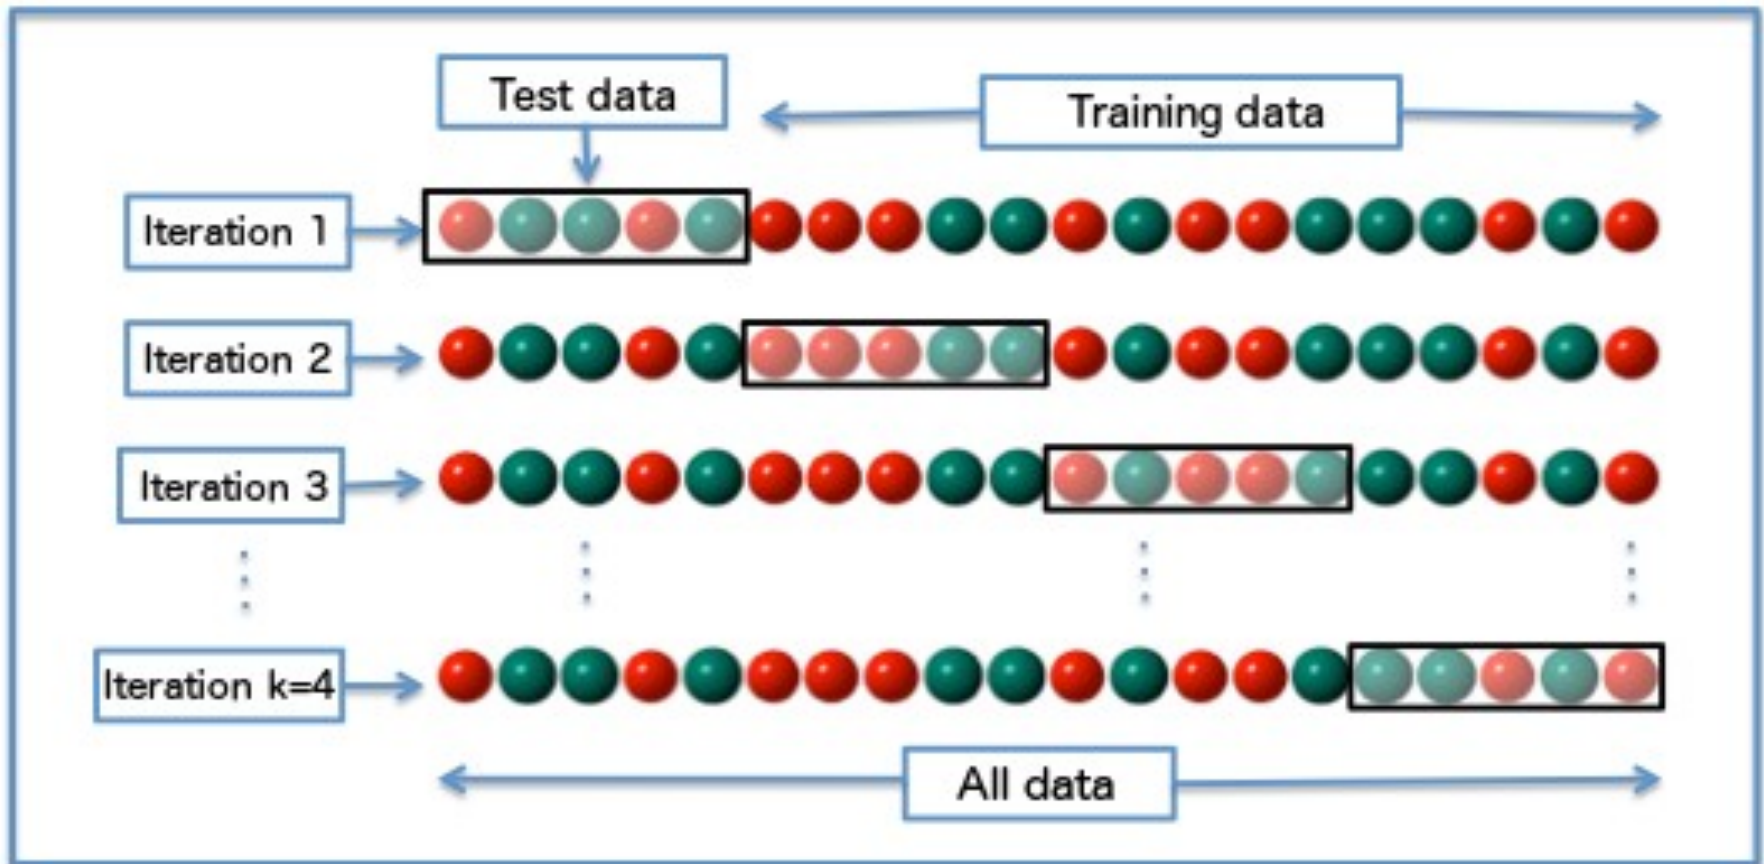 Test data
Training data
Iteration 1
Iteration 2
Iteration 3
Iteration k=4
All data